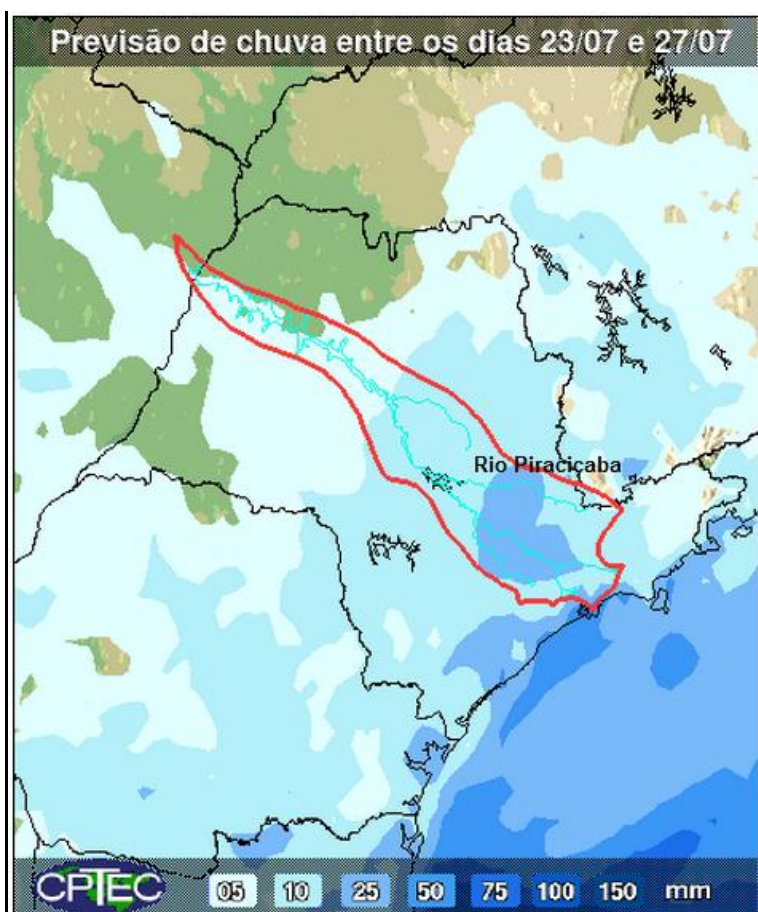 Previsão de chuva entre os dias 23/07 e 27/07
Rio Piracicaba
CPTEC 05 10 25 50 75 100 150 mm